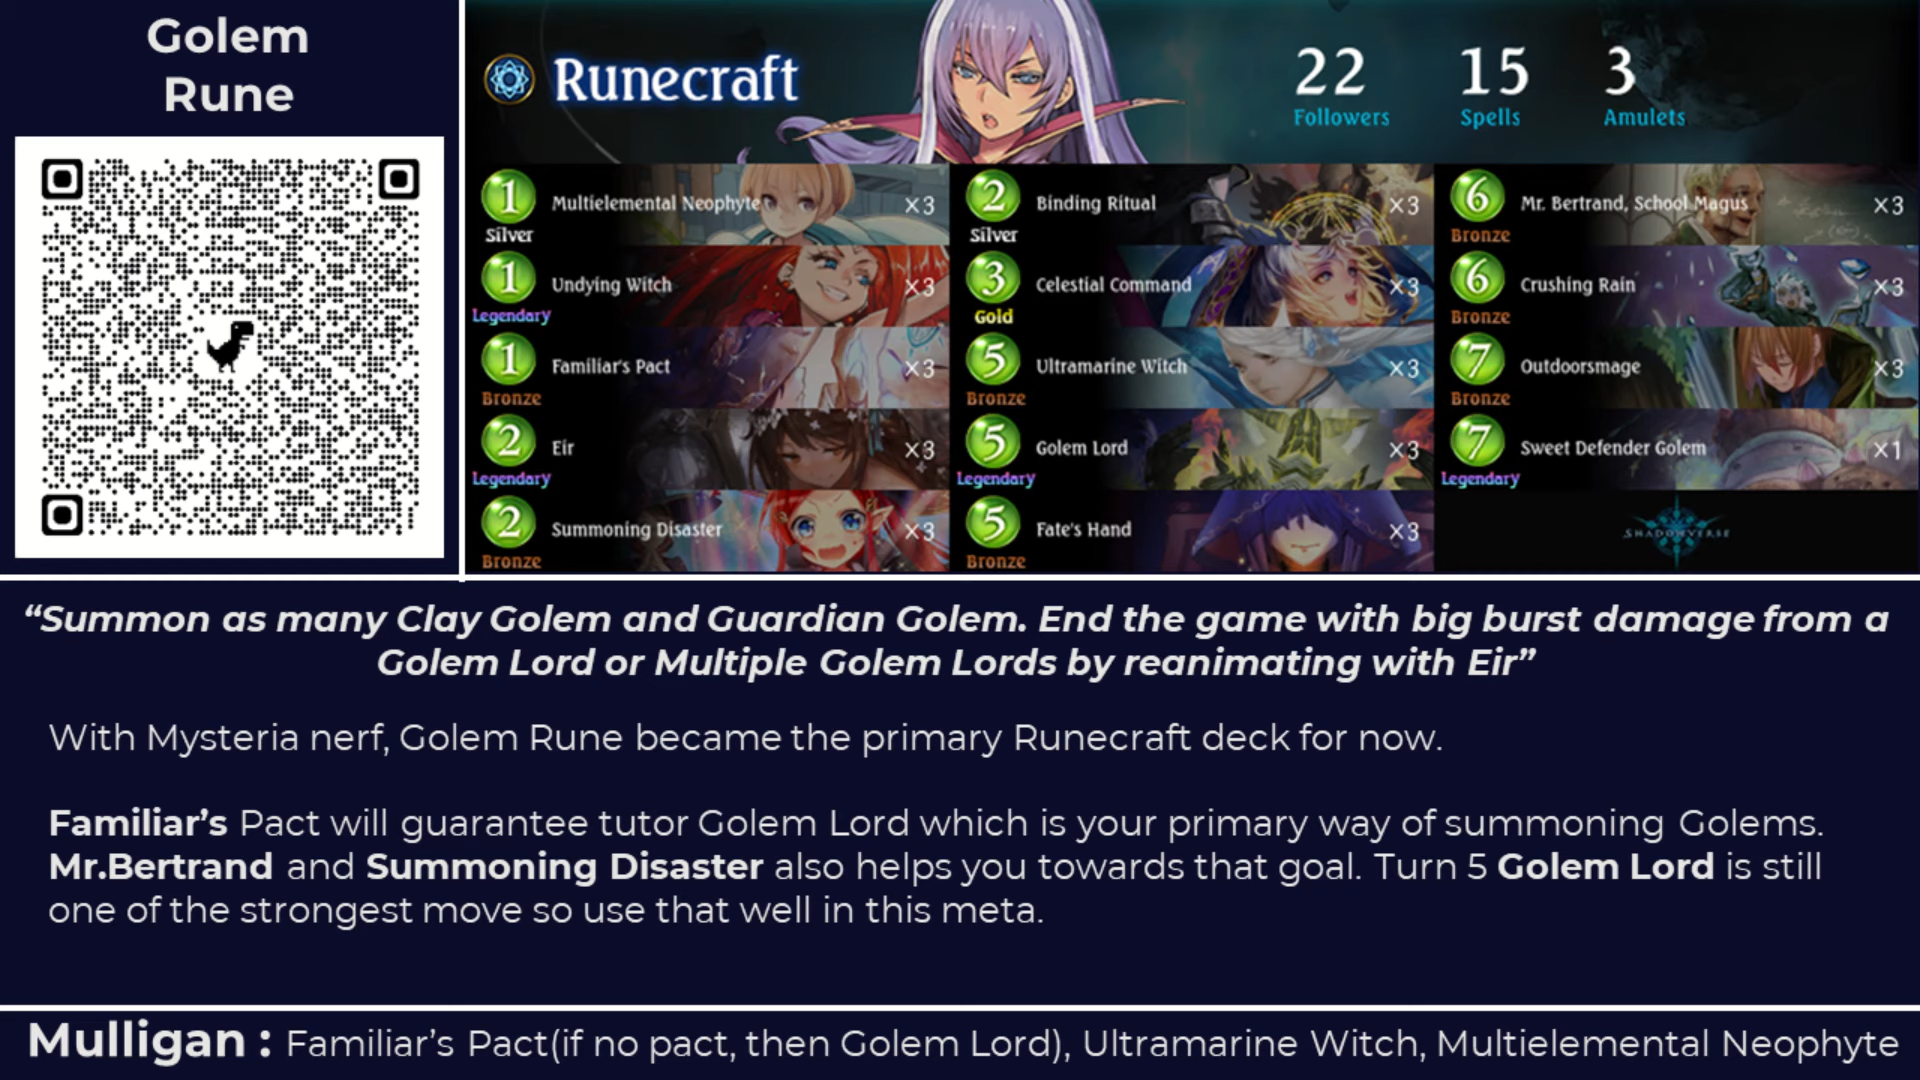 Golem
Rune
Runecraft
22
Followers
15
Spells
3
Amulets
1
Silver
Multielemental Neophyte
×3
1
Legendary
Undying Witch
×3
1
Bronze
Familiar's Pact
×3
2
Legendary
Eir
×3
2
Bronze
Summoning Disaster
×3
2
Silver
Binding Ritual
×3
3
Gold
Celestial Command
×3
5
Bronze
Ultramarine Witch
×3
5
Legendary
Golem Lord
×3
5
Bronze
Fate's Hand
×3
6
Bronze
Mr. Bertrand, School Magus
×3
6
Bronze
Crushing Rain
×3
7
Bronze
Outdoorsmage
×3
7
Legendary
Sweet Defender Golem
×1
SHADOWVERSE
“Summon as many Clay Golem and Guardian Golem. End the game with big burst damage from a
Golem Lord or Multiple Golem Lords by reanimating with Eir”
With Mysteria nerf, Golem Rune became the primary Runecraft deck for now.
Familiar’s Pact will guarantee tutor Golem Lord which is your primary way of summoning Golems.
Mr.Bertrand and Summoning Disaster also helps you towards that goal. Turn 5 Golem Lord is still
one of the strongest move so use that well in this meta.
Mulligan : Familiar’s Pact(if no pact, then Golem Lord), Ultramarine Witch, Multielemental Neophyte